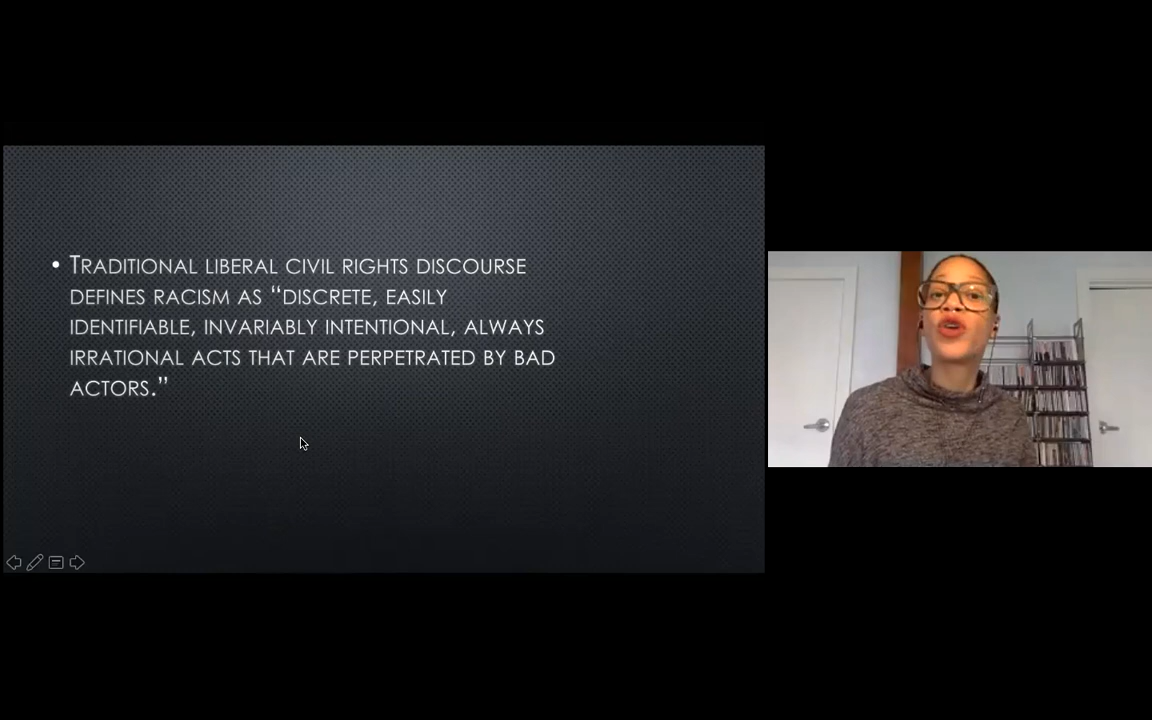 • TRADITIONAL LIBERAL CIVIL RIGHTS DISCOURSE
DEFINES RACISM AS “DISCRETE, EASILY
IDENTIFIABLE, INVARIABLY INTENTIONAL, ALWAYS
IRRATIONAL ACTS THAT ARE PERPETRATED BY BAD
ACTORS.”